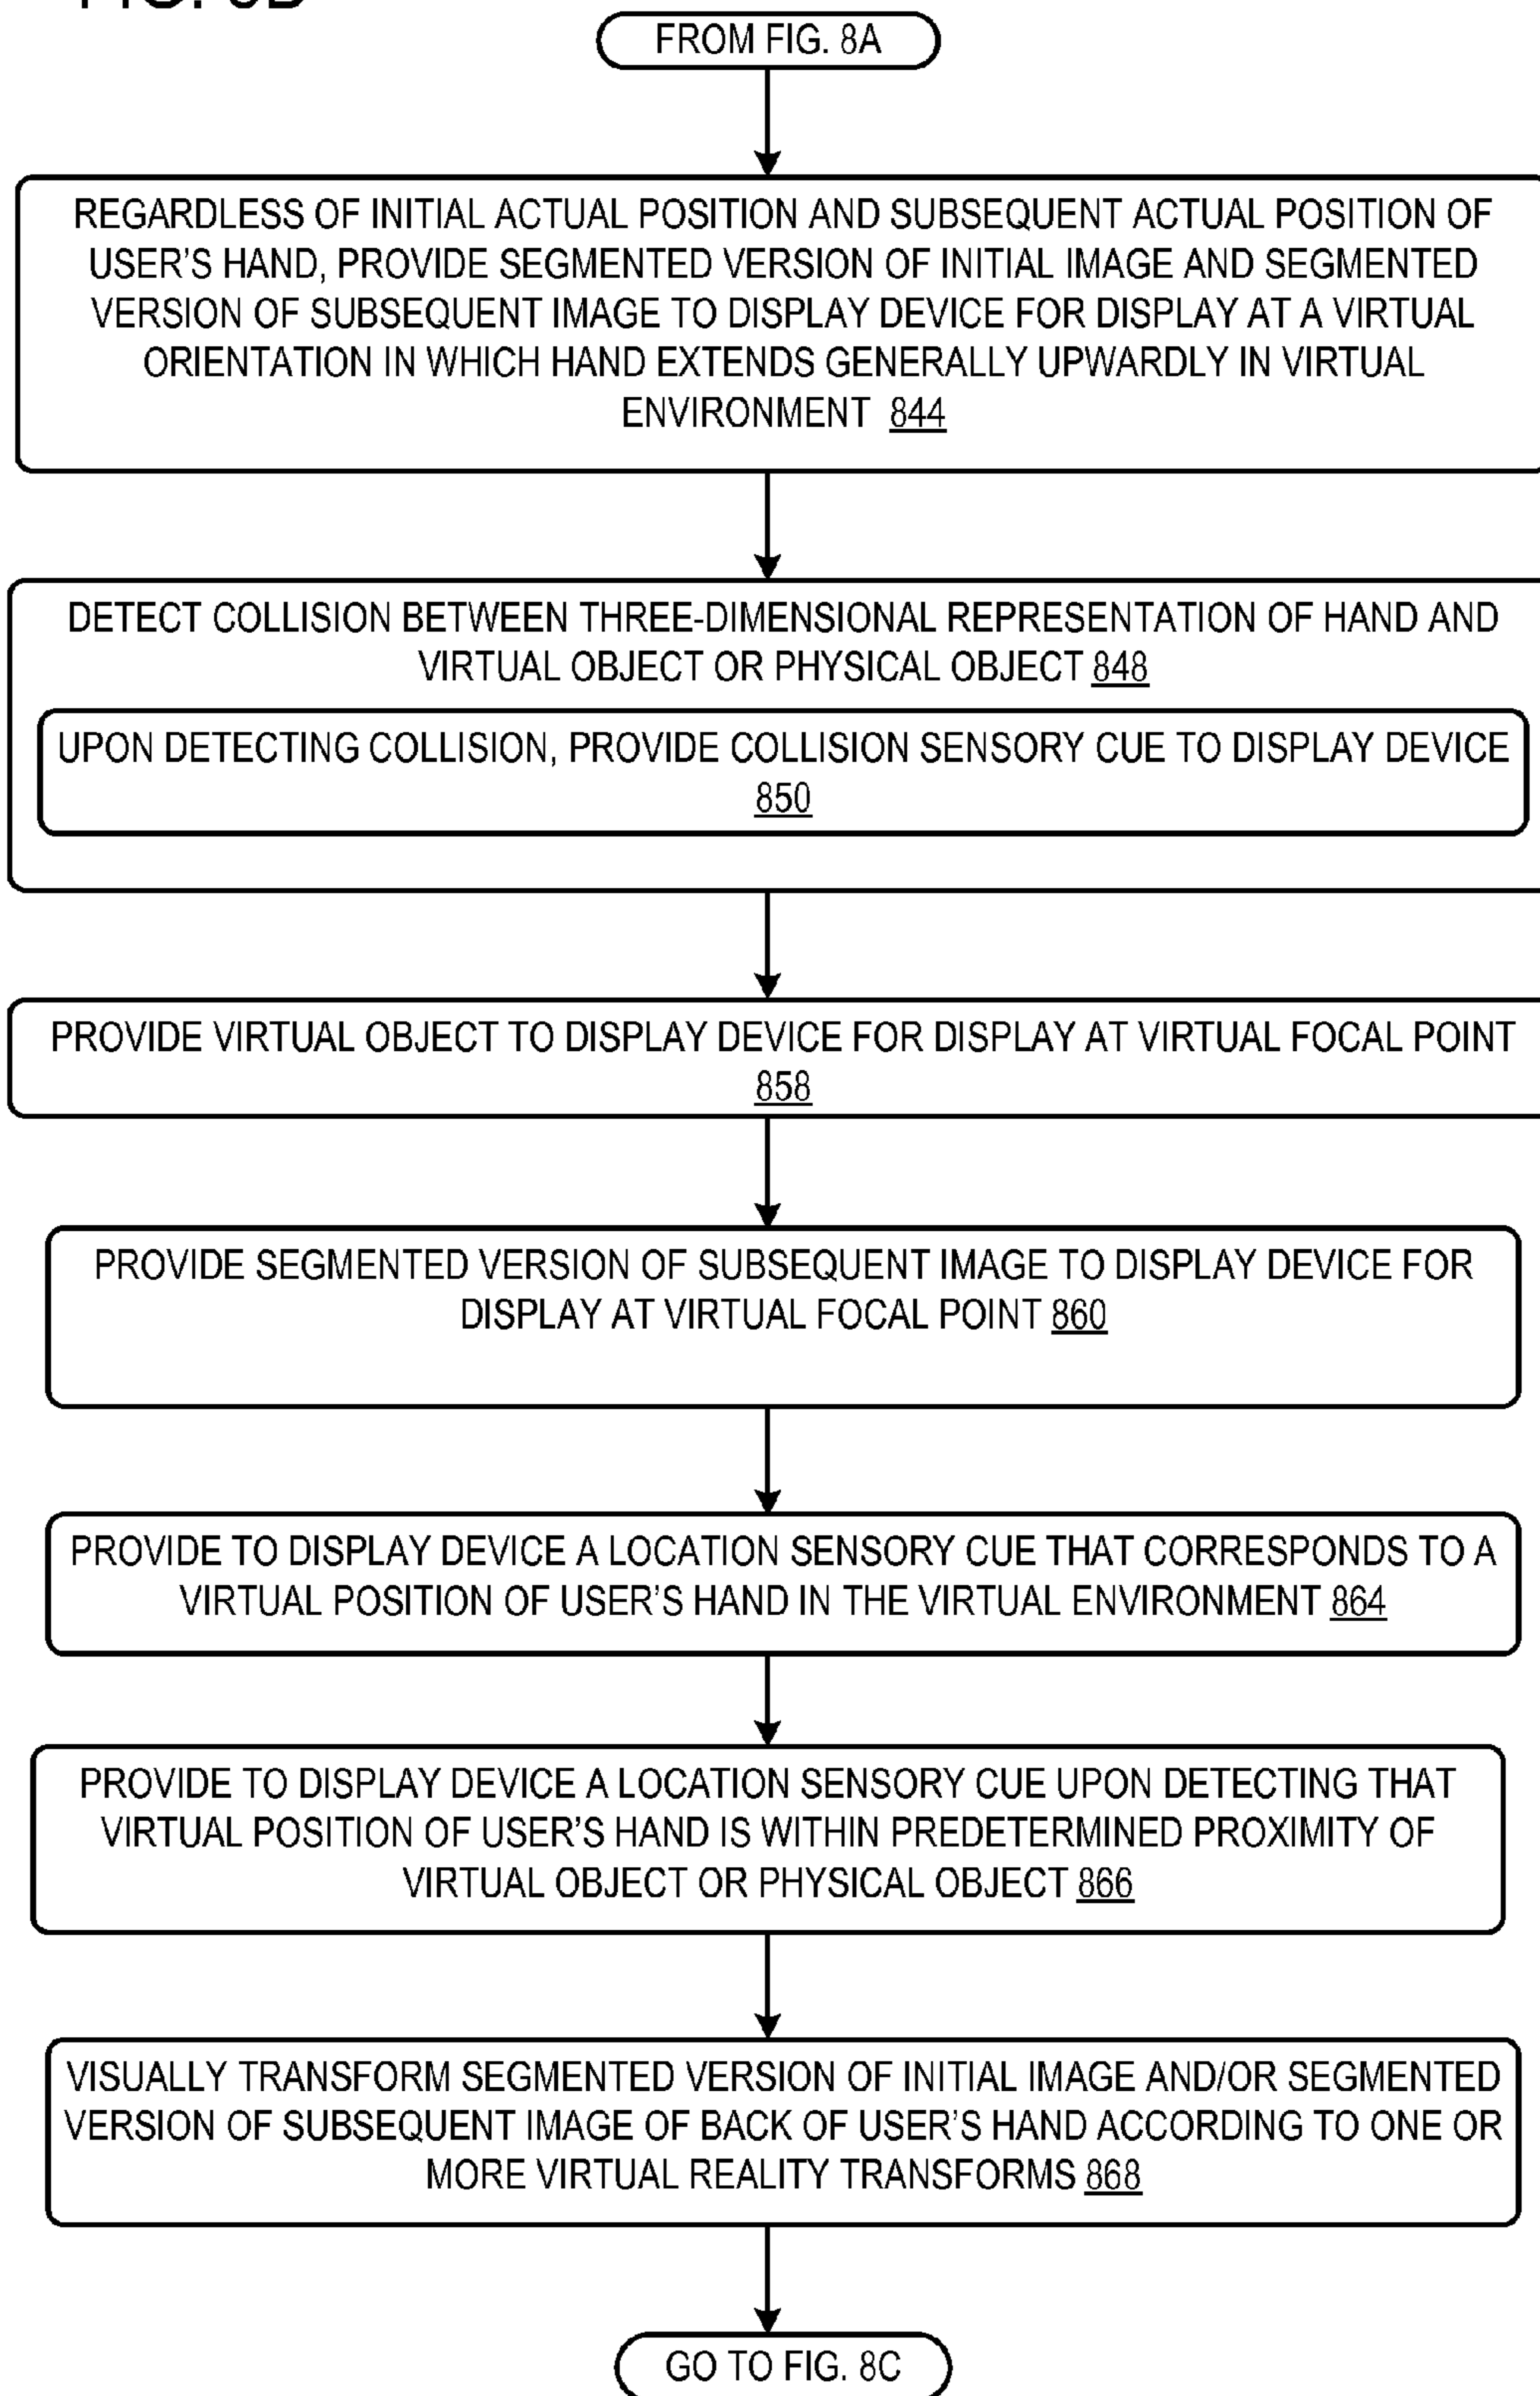 FROM FIG. 8A
REGARDLESS OF INITIAL ACTUAL POSITION AND SUBSEQUENT ACTUAL POSITION OF
USER'S HAND, PROVIDE SEGMENTED VERSION OF INITIAL IMAGE AND SEGMENTED
VERSION OF SUBSEQUENT IMAGE TO DISPLAY DEVICE FOR DISPLAY AT A VIRTUAL
ORIENTATION IN WHICH HAND EXTENDS GENERALLY UPWARDLY IN VIRTUAL
ENVIRONMENT 844
DETECT COLLISION BETWEEN THREE-DIMENSIONAL REPRESENTATION OF HAND AND
VIRTUAL OBJECT OR PHYSICAL OBJECT 848
UPON DETECTING COLLISION, PROVIDE COLLISION SENSORY CUE TO DISPLAY DEVICE
850
PROVIDE VIRTUAL OBJECT TO DISPLAY DEVICE FOR DISPLAY AT VIRTUAL FOCAL POINT
858
PROVIDE SEGMENTED VERSION OF SUBSEQUENT IMAGE TO DISPLAY DEVICE FOR
DISPLAY AT VIRTUAL FOCAL POINT 860
PROVIDE TO DISPLAY DEVICE A LOCATION SENSORY CUE THAT CORRESPONDS TO A
VIRTUAL POSITION OF USER'S HAND IN THE VIRTUAL ENVIRONMENT 864
PROVIDE TO DISPLAY DEVICE A LOCATION SENSORY CUE UPON DETECTING THAT
VIRTUAL POSITION OF USER'S HAND IS WITHIN PREDETERMINED PROXIMITY OF
VIRTUAL OBJECT OR PHYSICAL OBJECT 866
VISUALLY TRANSFORM SEGMENTED VERSION OF INITIAL IMAGE AND/OR SEGMENTED
VERSION OF SUBSEQUENT IMAGE OF BACK OF USER'S HAND ACCORDING TO ONE OR
MORE VIRTUAL REALITY TRANSFORMS 868
GO TO FIG. 8C